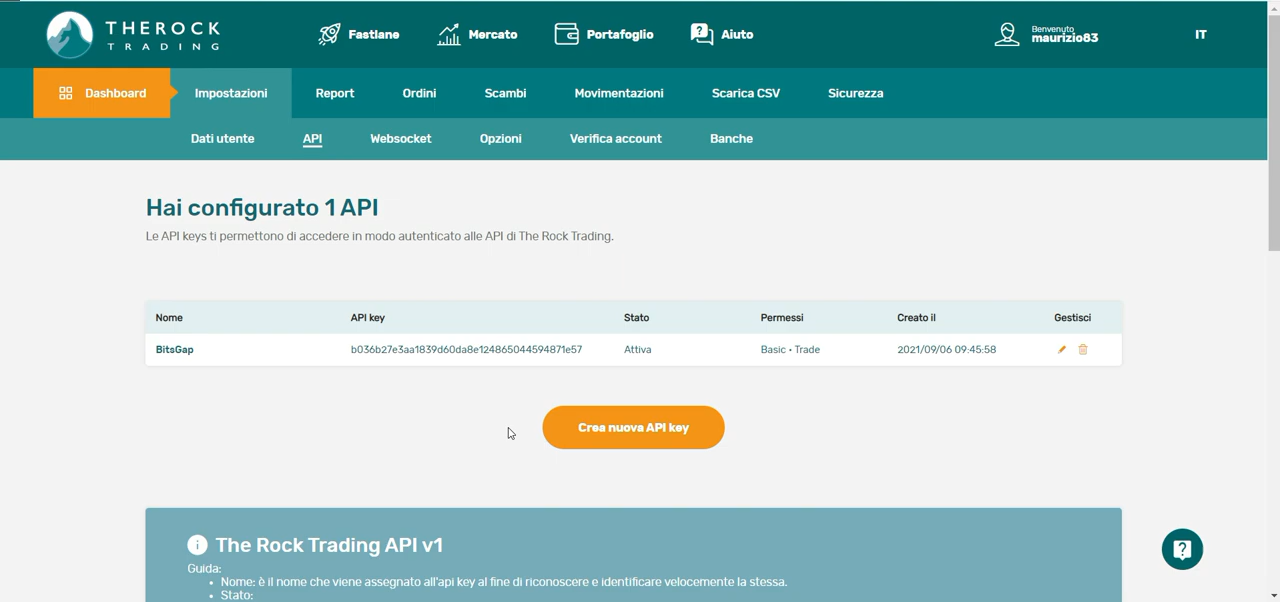 THEROCK
TRADING
Fastlane
Mercato
Portafoglio
Aiuto
Benvenuto
maurizio83
IT
Dashboard
Impostazioni
Report
Ordini
Scambi
Movimentazioni
Scarica CSV
Sicurezza
Dati utente
API
Websocket
Opzioni
Verifica account
Banche
Hai configurato 1 API
Le API keys ti permettono di accedere in modo autenticato alle API di The Rock Trading.
Nome API key Stato Permessi Creato il Gestisci
BitsGap b036b27e3aa1839d60da8e124865044594871e57 Attiva Basic • Trade 2021/09/06 09:45:58
Crea nuova API key
The Rock Trading API v1
Guida:
• Nome: è il nome che viene assegnato all'api key al fine di riconoscere e identificare velocemente la stessa.
• Stato: